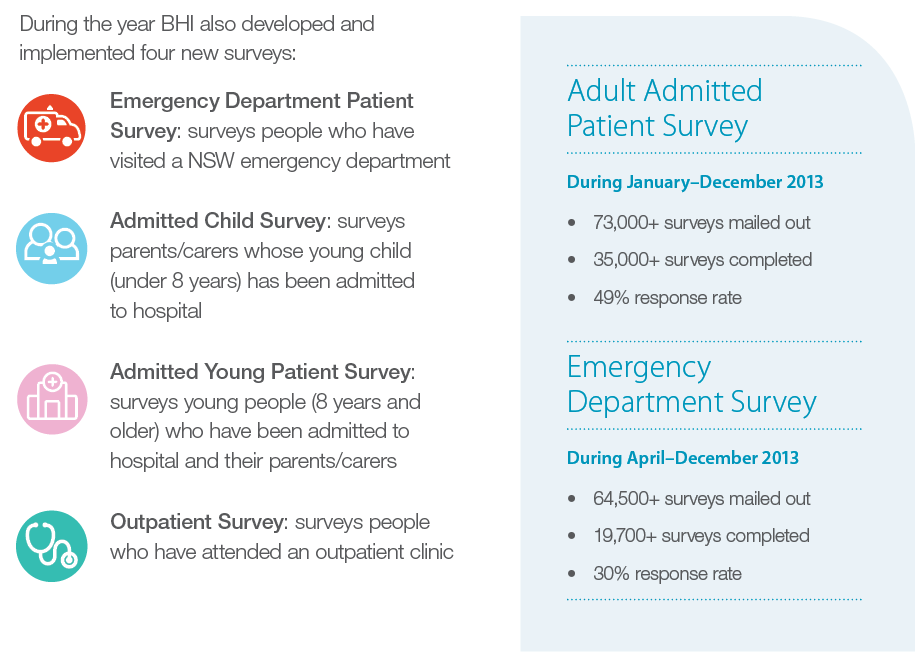 During the year BHI also developed and
implemented four new surveys:
Emergency Department Patient
Survey: surveys people who have
visited a NSW emergency department
Admitted Child Survey: surveys
parents/carers whose young child
(under 8 years) has been admitted
to hospital
Admitted Young Patient Survey:
surveys young people (8 years and
older) who have been admitted to
hospital and their parents/carers
Outpatient Survey: surveys people
who have attended an outpatient clinic
Adult Admitted
Patient Survey
During January–December 2013
• 73,000+ surveys mailed out
• 35,000+ surveys completed
• 49% response rate
Emergency
Department Survey
During April–December 2013
• 64,500+ surveys mailed out
• 19,700+ surveys completed
• 30% response rate